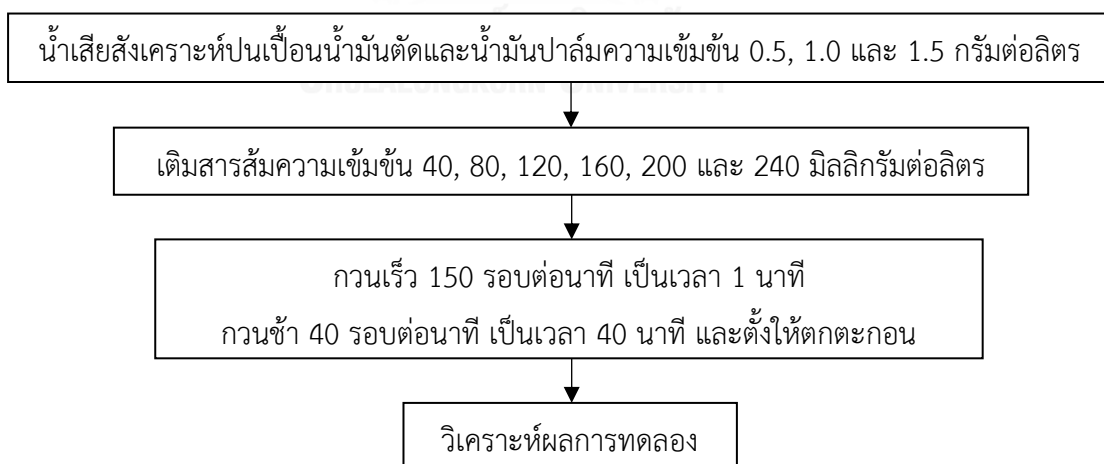 น้ำเสียสังเคราะห์ปนเปื้อนน้ำมันตัดและน้ำมันปาล์มความเข้มข้น 0.5, 1.0 และ 1.5 กรัมต่อลิตร
CHULALONGKORN UNIVERSITY
เติมสารส้มความเข้มข้น 40, 80, 120, 160, 200 และ 240 มิลลิกรัมต่อลิตร
กวนเร็ว 150 รอบต่อนาที เป็นเวลา 1 นาที
กวนช้า 40 รอบต่อนาที เป็นเวลา 40 นาที และตั้งให้ตกตะกอน
วิเคราะห์ผลการทดลอง